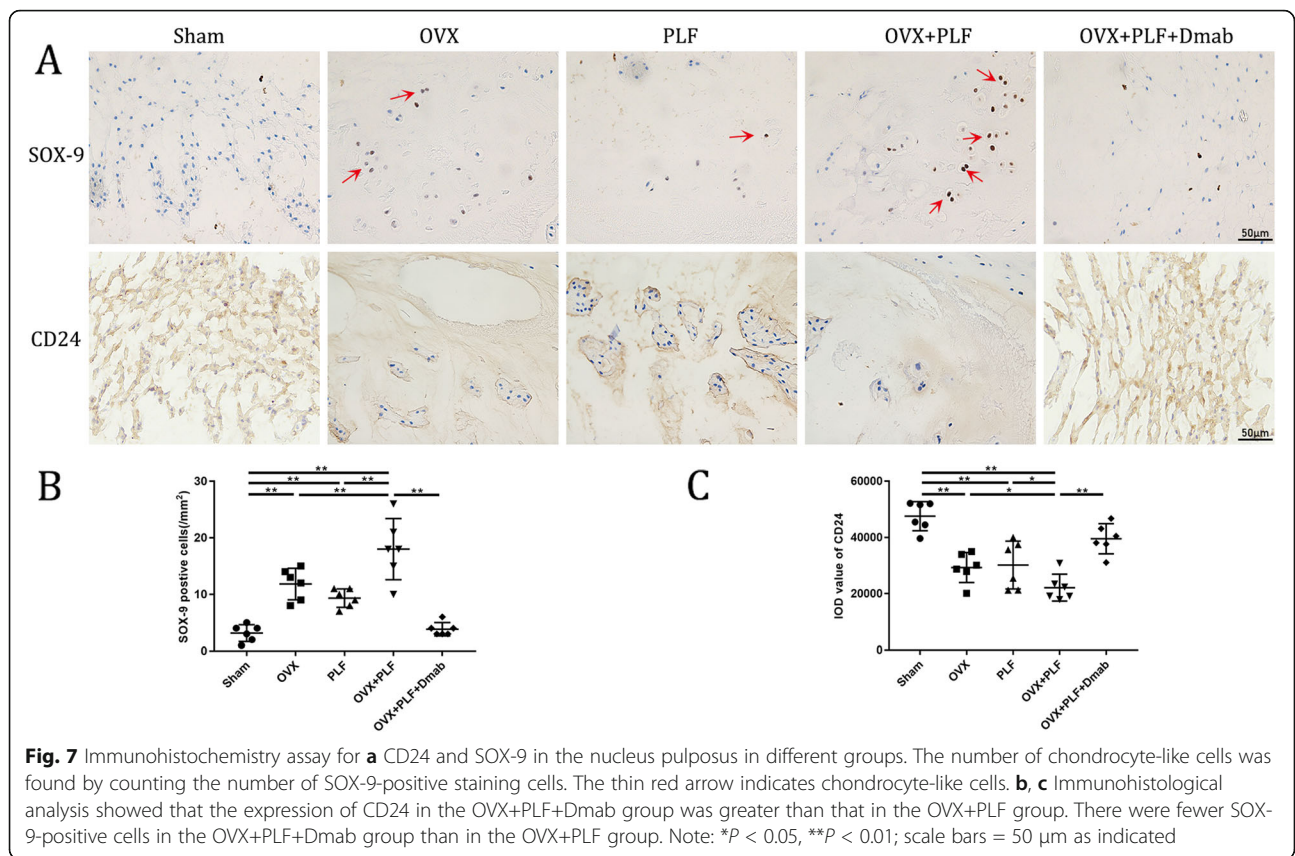 Sham OVX PLF OVX+PLF OVX+PLF+Dmab
A
SOX-9
50μm
CD24
50μm
B
**
** **
** ** **
SOX-9 postive cells(/mm²)
30
20
10
0
Sham OVX PLF OVX+PLF OVX+PLF+Dmab
C
**
** *
** * **
IOD value of CD24
60000
40000
20000
0
Sham OVX PLF OVX+PLF OVX+PLF+Dmab
Fig. 7 Immunohistochemistry assay for a CD24 and SOX-9 in the nucleus pulposus in different groups. The number of chondrocyte-like cells was
found by counting the number of SOX-9-positive staining cells. The thin red arrow indicates chondrocyte-like cells. b, c Immunohistological
analysis showed that the expression of CD24 in the OVX+PLF+Dmab group was greater than that in the OVX+PLF group. There were fewer SOX-
9-positive cells in the OVX+PLF+Dmab group than in the OVX+PLF group. Note: *P < 0.05, **P < 0.01; scale bars = 50 μm as indicated